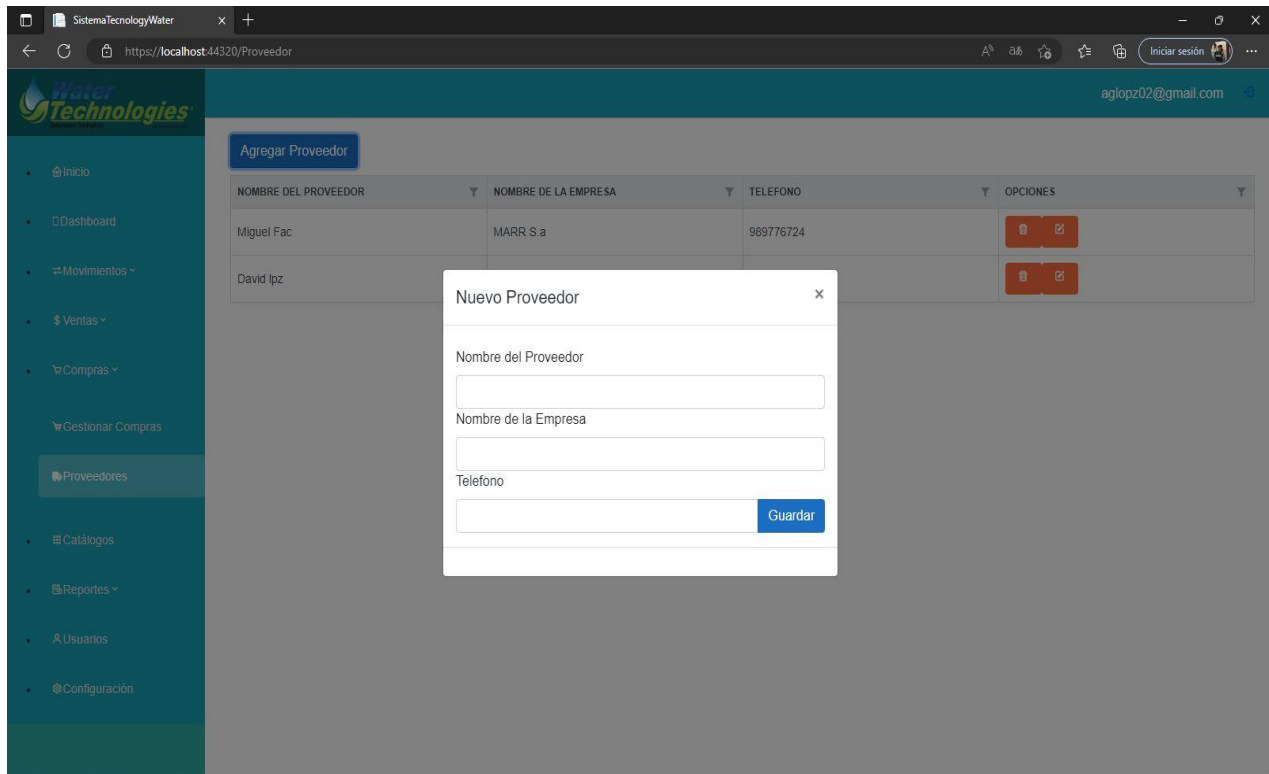 SistemaTecnologyWater
https://localhost:44320/Proveedor
Iniciar sesión
Water
Technologies
aglopz02@gmail.com
Inicio
Dashboard
Movimientos
$ Ventas
Compras
Gestionar Compras
Proveedores
Catálogos
Reportes
Usuarios
Configuración
Agregar Proveedor
NOMBRE DEL PROVEEDOR NOMBRE DE LA EMPRESA TELEFONO OPCIONES
Miguel Fac MARR S.a 989776724
David lpz
Nuevo Proveedor ×
Nombre del Proveedor
Nombre de la Empresa
Telefono
Guardar